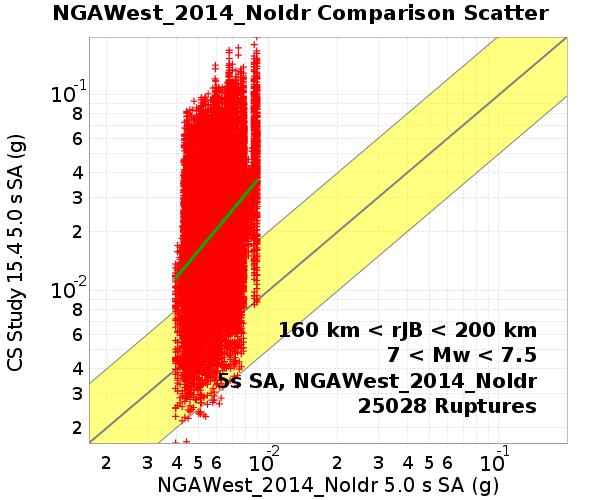 NGAWest_2014_NoIdr Comparison Scatter
CS Study 15.4 5.0 s SA (g)
10-1
8
6
4
3
2
10-2
8
6
4
3
2
160 km < rJB < 200 km
7 < Mw < 7.5
5s SA, NGAWest_2014_NoIdr
25028 Ruptures
2 3 4 5 6 10-2 2 3 4 5 6 10-1
NGAWest_2014_NoIdr 5.0 s SA (g)